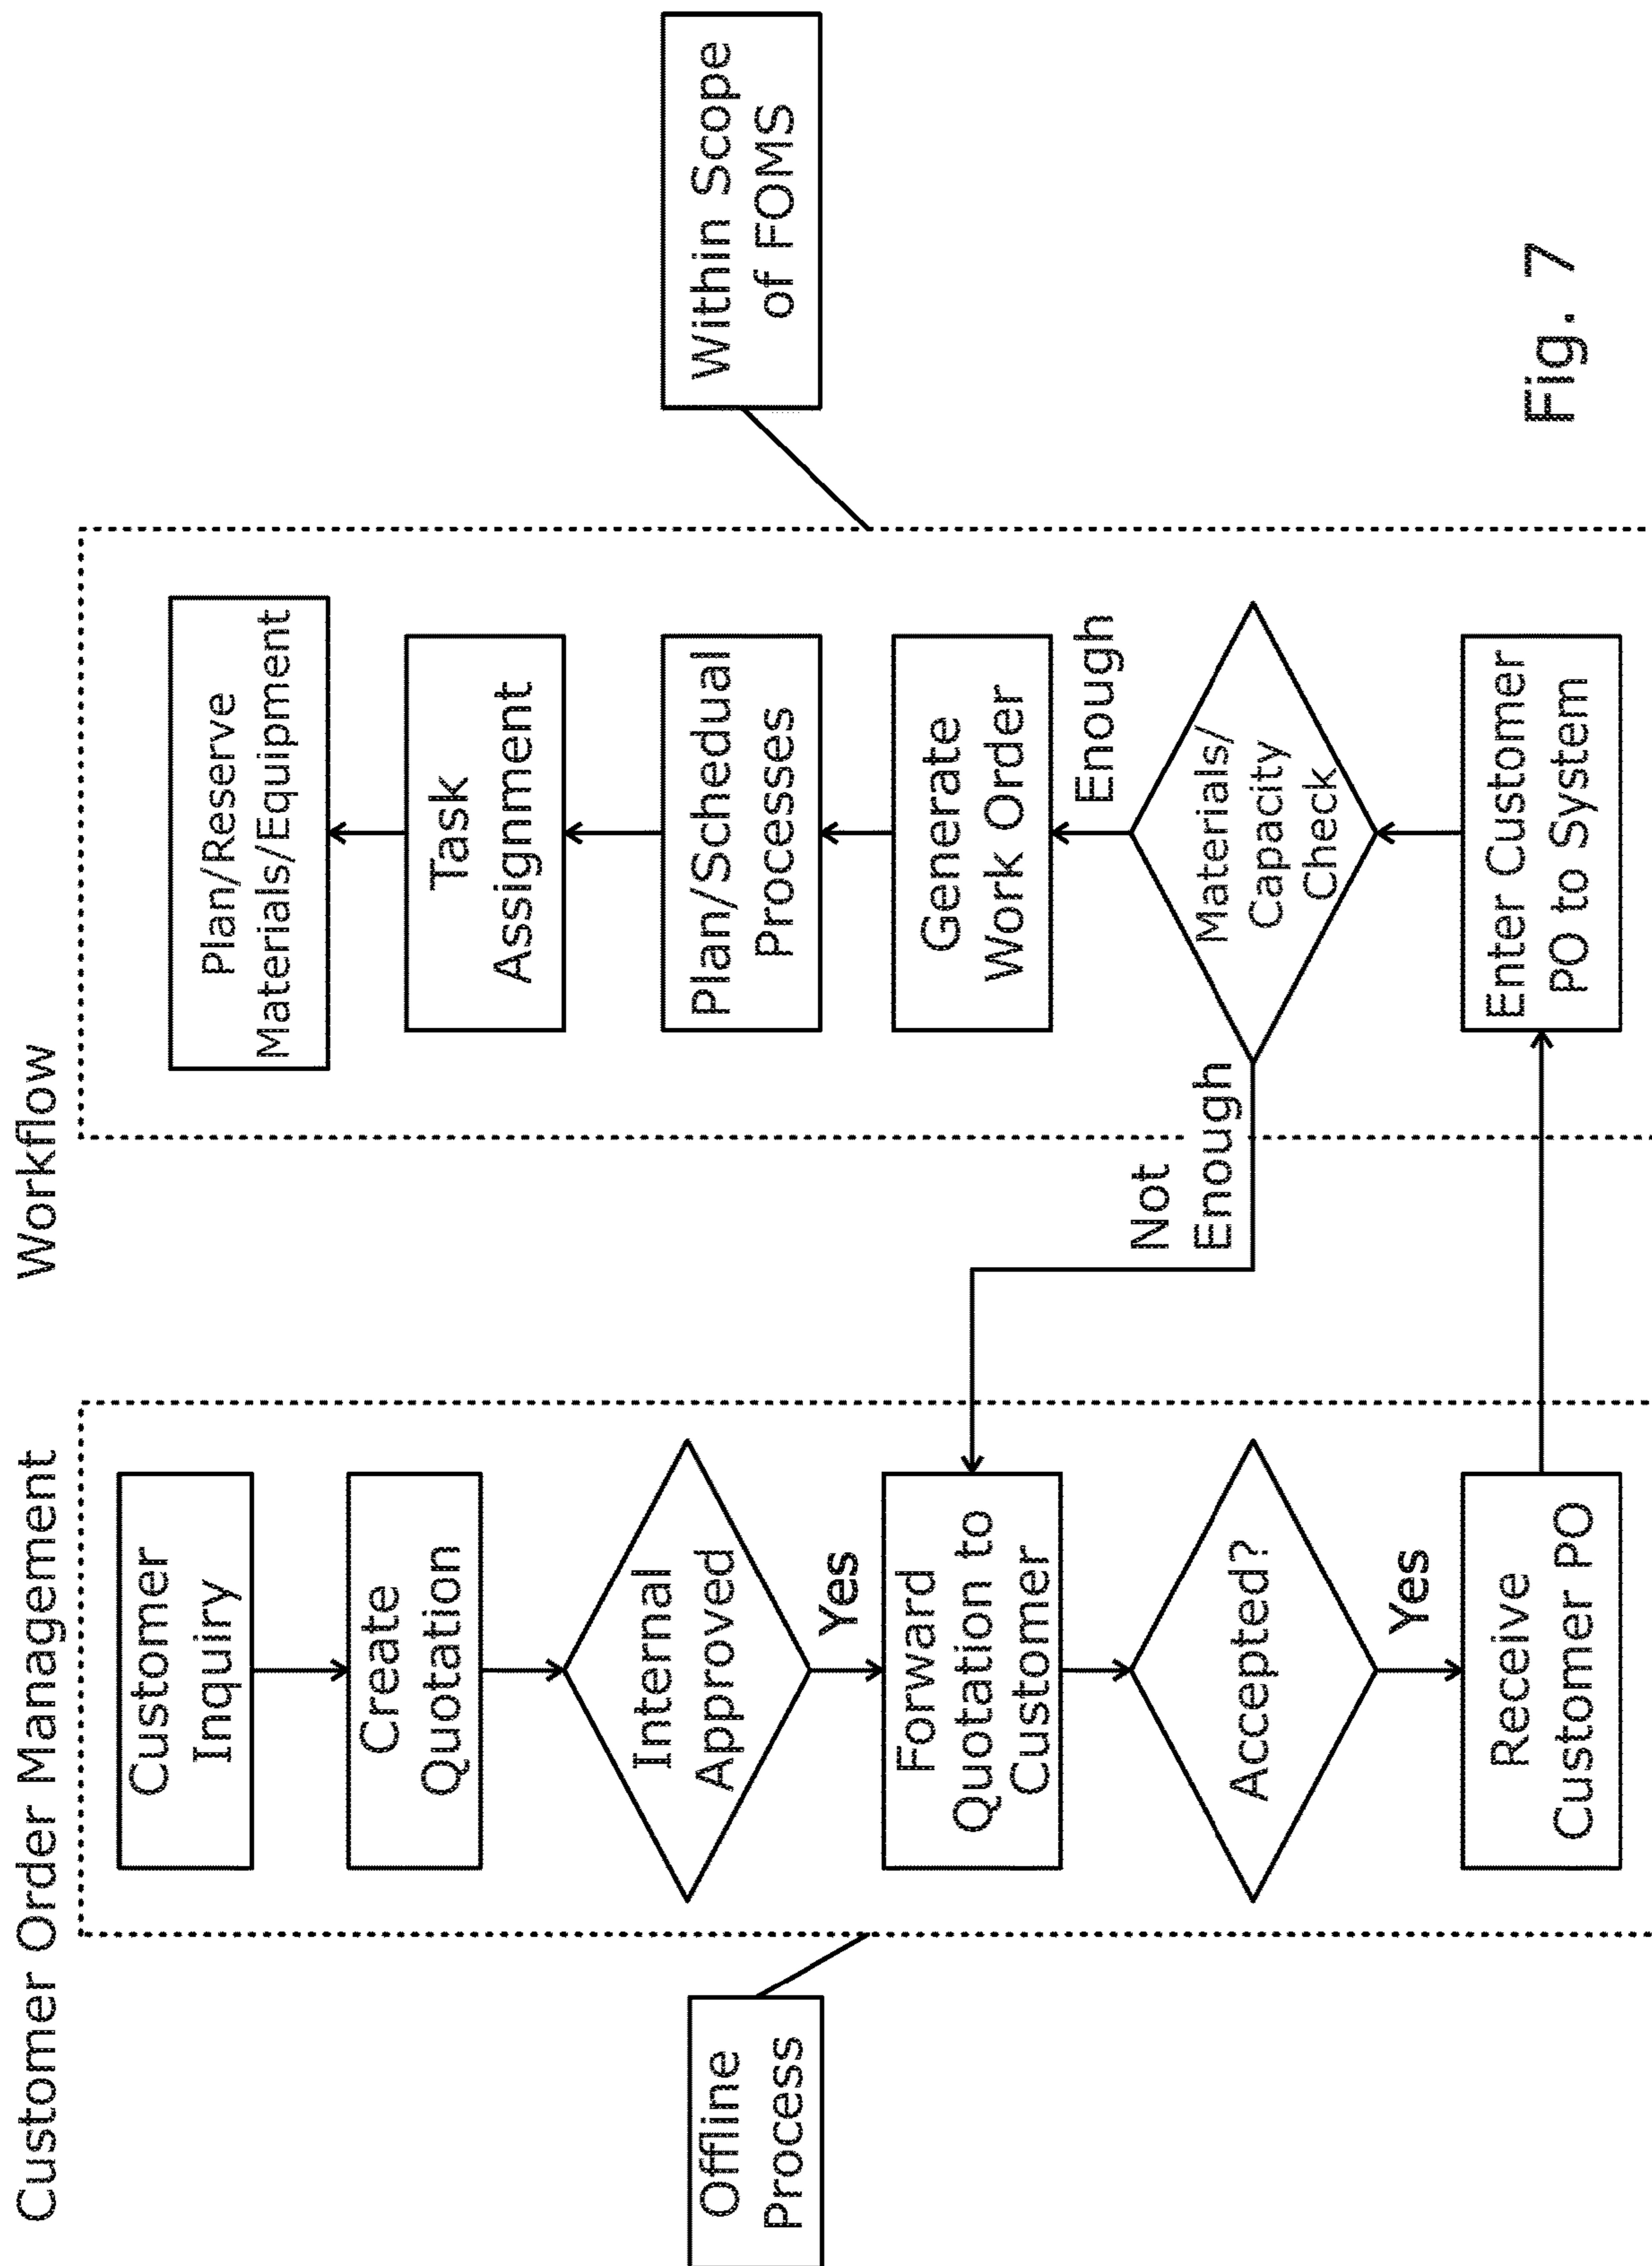 Customer Order Management
Customer
Inquiry
Create
Quotation
Internal
Approved
Yes
Forward
Quotation to
Customer
Accepted?
Yes
Receive
Customer PO
Offline
Process
Workflow
Plan/Reserve
Materials/Equipment
Task
Assignment
Plan/Schedual
Processes
Generate
Work Order
Enough
Materials/
Capacity
Check
Not
Enough
Enter Customer
PO to System
Within Scope
of FOMS
Fig. 7